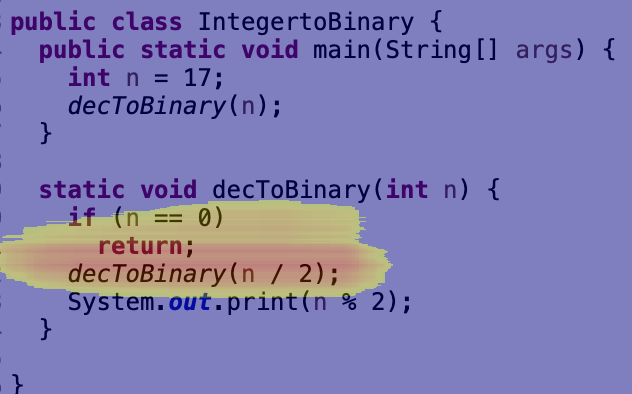 public class IntegertoBinary {
public static void main(String[] args) {
int n = 17;
decToBinary(n);
}
static void decToBinary(int n) {
if (n == 0)
return;
decToBinary(n / 2);
System.out.print(n % 2);
}
}